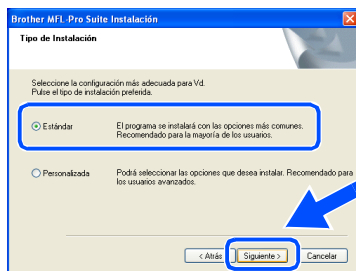 Brother MFL-Pro Suite Instalación
Tipo de Instalación
Seleccione la configuración más adecuada para Vd.
Pulse el tipo de instalación preferida.
Estándar
El programa se instalará con las opciones más comunes.
Recomendado para la mayoría de los usuarios.
Personalizada
Podrá seleccionar las opciones que desea instalar. Recomendado para
los usuarios avanzados.
< Atrás
Siguiente >
Cancelar